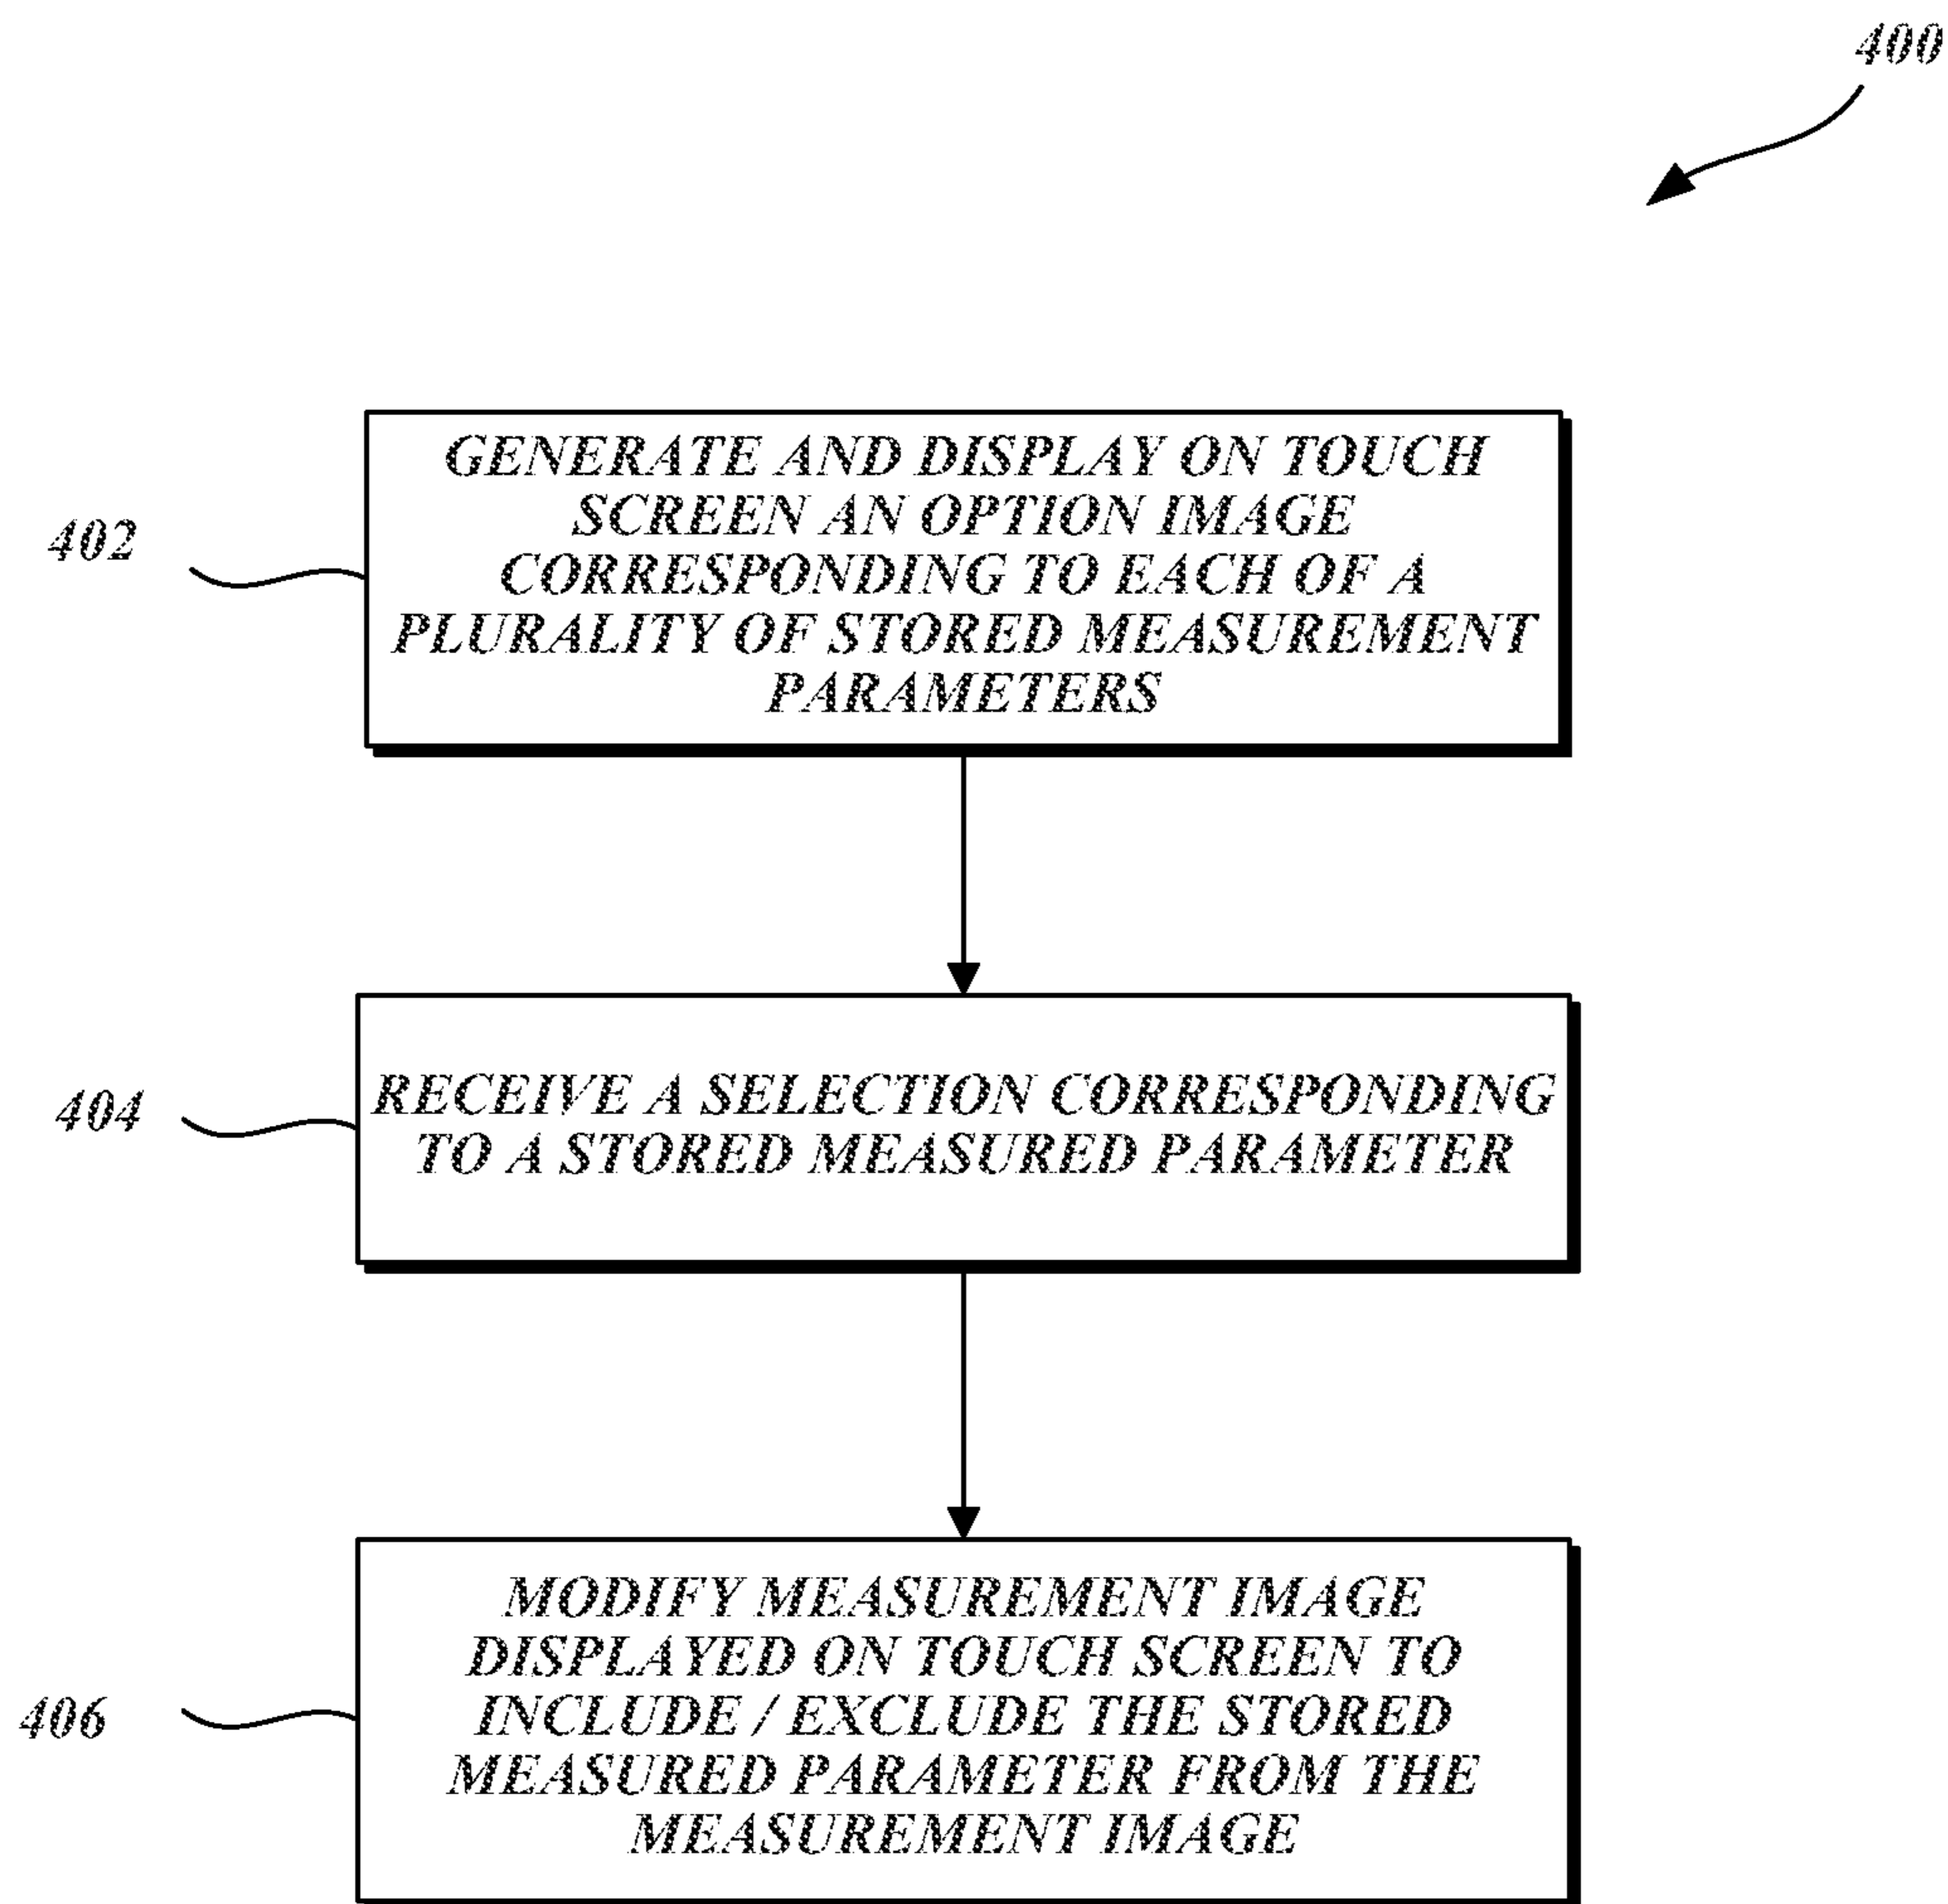 400
402
GENERATE AND DISPLAY ON TOUCH
SCREEN AN OPTION IMAGE
CORRESPONDING TO EACH OF A
PLURALITY OF STORED MEASUREMENT
PARAMETERS
404
RECEIVE A SELECTION CORRESPONDING
TO A STORED MEASURED PARAMETER
406
MODIFY MEASUREMENT IMAGE
DISPLAYED ON TOUCH SCREEN TO
INCLUDE / EXCLUDE THE STORED
MEASURED PARAMETER FROM THE
MEASUREMENT IMAGE